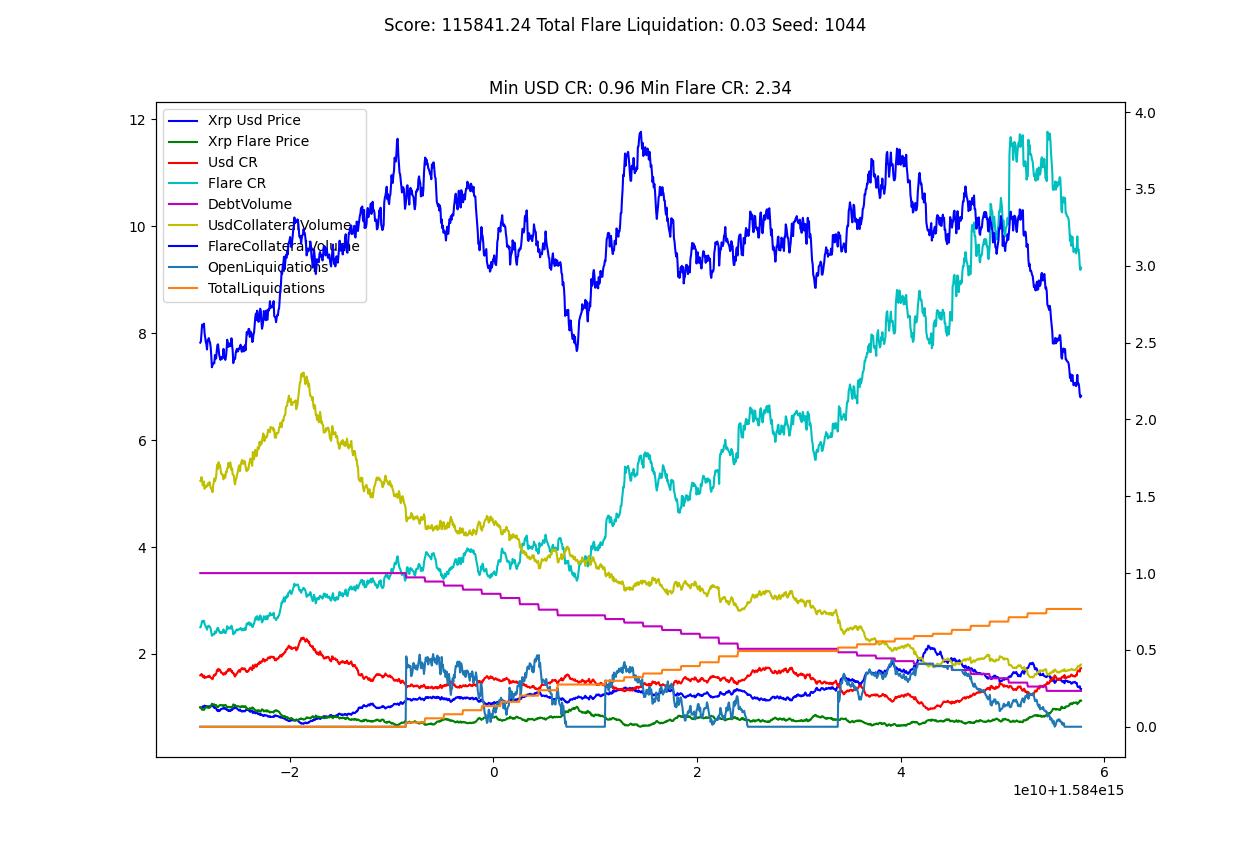 Score: 115841.24 Total Flare Liquidation: 0.03 Seed: 1044
Min USD CR: 0.96 Min Flare CR: 2.34
Xrp Usd Price
Xrp Flare Price
Usd CR
Flare CR
DebtVolume
UsdCollateralVolume
FlareCollateralVolume
OpenLiquidations
TotalLiquidations
12
10
8
6
4
2
4.0
3.5
3.0
2.5
2.0
1.5
1.0
0.5
0.0
−2 0 2 4 6
1e10+1.584e15